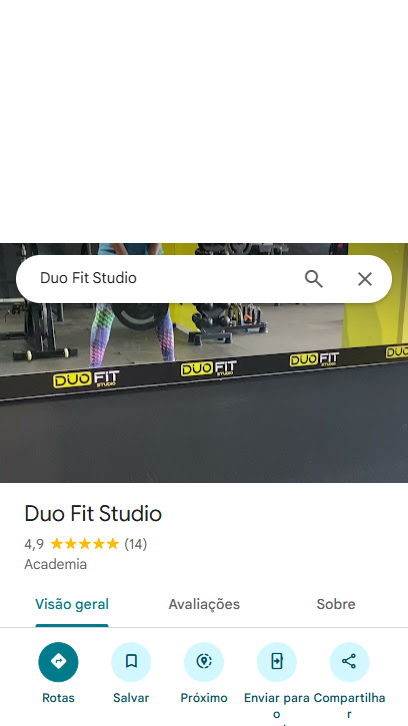 Duo Fit Studio
DUO FIT STUDIO
DUO FIT STUDIO
DUO FIT STUDIO
DUO
Duo Fit Studio
4,9 (14)
Academia
Visão geral Avaliações Sobre
Rotas Salvar Próximo Enviar para o Compartilhar